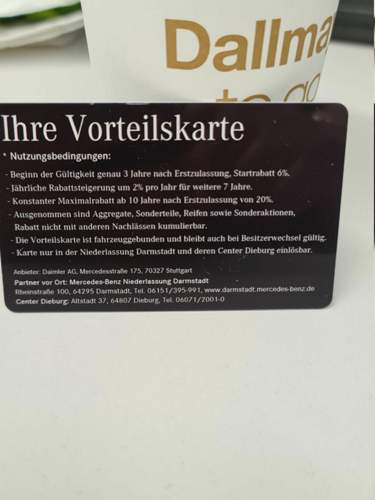 Dallma
to go
Ihre Vorteilskarte
* Nutzungsbedingungen:
- Beginn der Gültigkeit genau 3 Jahre nach Erstzulassung, Startrabatt 6%.
- Jährliche Rabattsteigerung um 2% pro Jahr für weitere 7 Jahre.
- Konstanter Maximalrabatt ab 10 Jahre nach Erstzulassung von 20%.
- Ausgenommen sind Aggregate, Sonderteile, Reifen sowie Sonderaktionen,
Rabatt nicht mit anderen Nachlässen kumulierbar.
- Die Vorteilskarte ist fahrzeuggebunden und bleibt auch bei Besitzerwechsel gültig.
- Karte nur in der Niederlassung Darmstadt und deren Center Dieburg einlösbar.
Anbieter: Daimler AG, Mercedesstraße 175, 70327 Stuttgart
Partner vor Ort: Mercedes-Benz Niederlassung Darmstadt
Rheinstraße 100, 64295 Darmstadt, Tel. 06151/395-991, www.darmstadt.mercedes-benz.de
Center Dieburg: Altstadt 37, 64807 Dieburg, Tel. 06071/2001-0